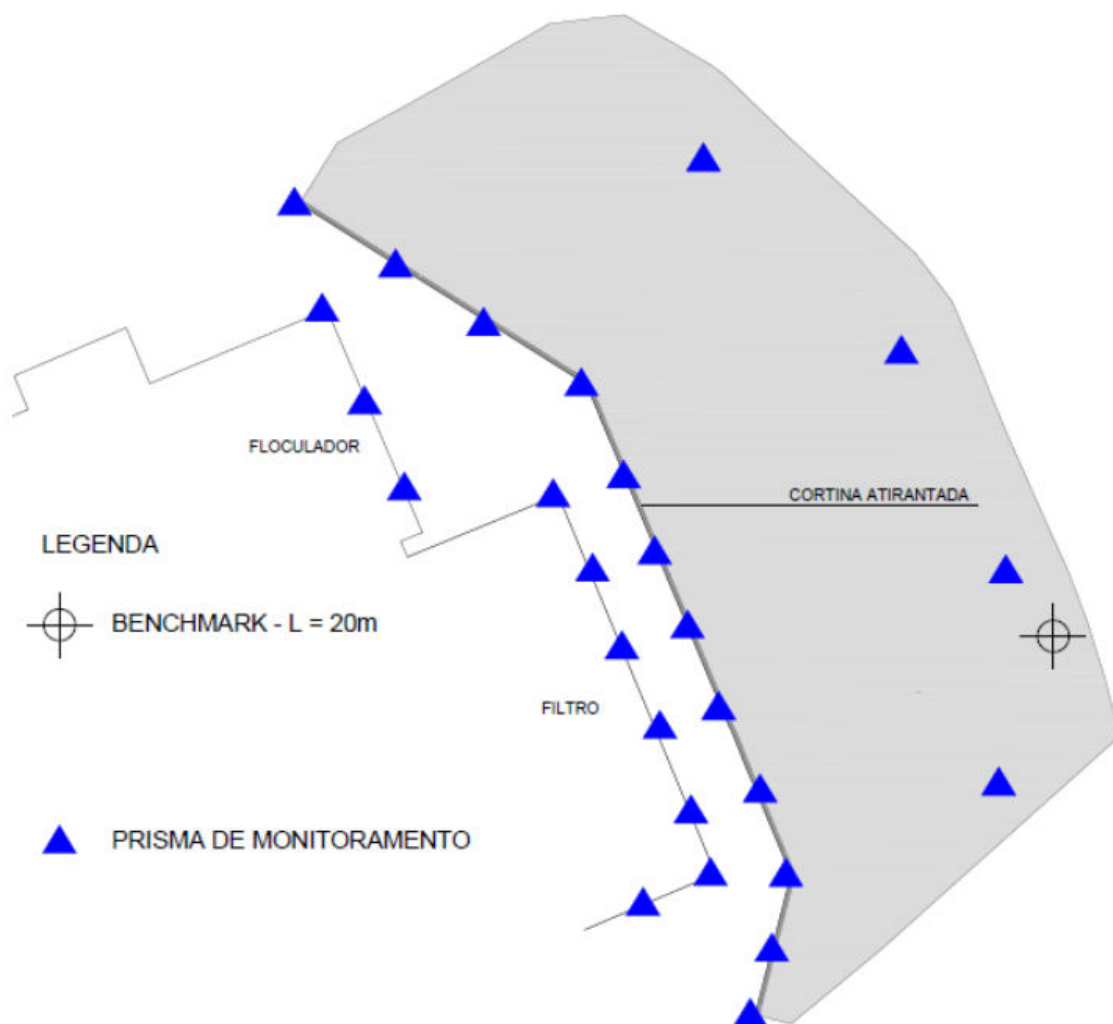 FLOCULADOR
CORTINA ATIRANTADA
LEGENDA
BENCHMARK - L = 20m
FILTRO
PRISMA DE MONITORAMENTO